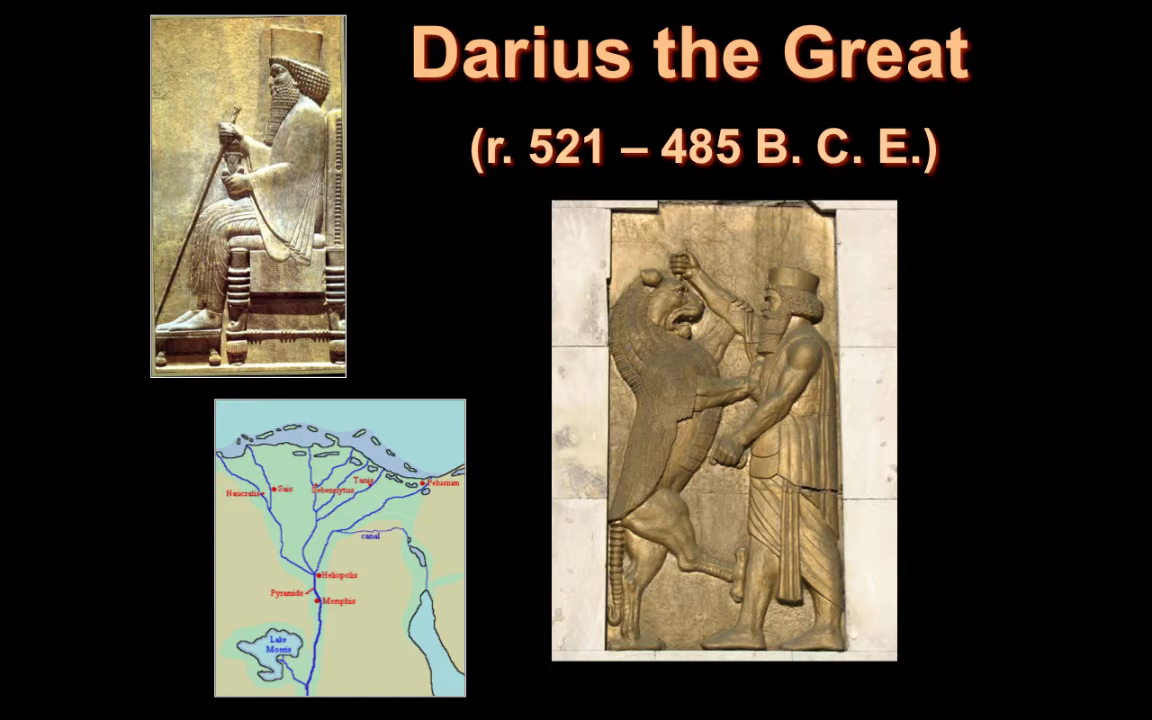 Darius the Great
(r. 521 – 485 B. C. E.)
Tanis
Pelusium
Naucratis
Sais
Sebennytus
canal
Heliopolis
Pyramids
Memphis
Lake
Moeris